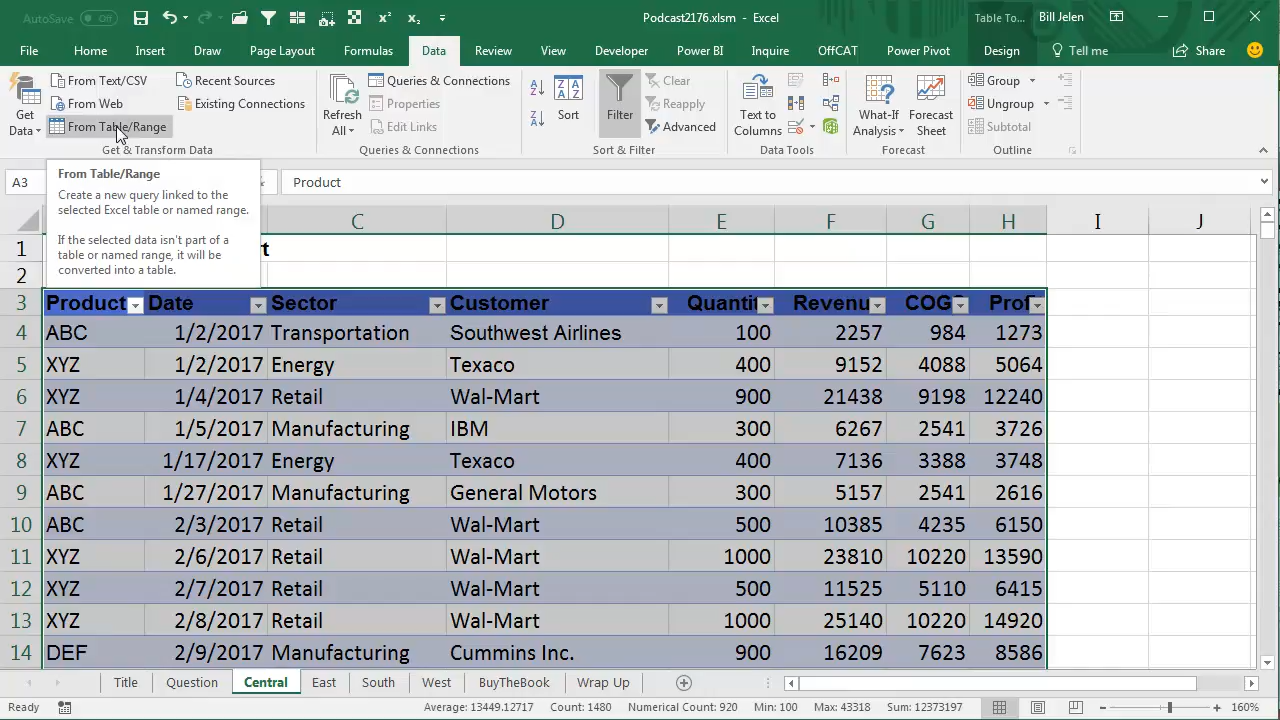 AutoSave Off Podcast2176.xlsm - Excel Table To... Bill Jelen
File Home Insert Draw Page Layout Formulas Data Review View Developer Power BI Inquire OffCAT Power Pivot Design Tell me Share
Get Data From Text/CSV From Web From Table/Range Recent Sources Existing Connections
Refresh All Queries & Connections Properties Edit Links
Sort Filter Clear Reapply Advanced
Text to Columns What-If Analysis Forecast Sheet Group Ungroup Subtotal
Get & Transform Data Queries & Connections Sort & Filter Data Tools Forecast Outline
A3 Product
From Table/Range
Create a new query linked to the
selected Excel table or named range.
If the selected data isn't part of a
table or named range, it will be
converted into a table.
C D E F G H I J
1
2
3 Product Date Sector Customer
4 ABC 1/2/2017 Transportation Southwest Airlines 100 2257 984 1273
5 XYZ 1/2/2017 Energy Texaco 400 9152 4088 5064
6 XYZ 1/4/2017 Retail Wal-Mart 900 21438 9198 12240
7 ABC 1/5/2017 Manufacturing IBM 300 6267 2541 3726
8 XYZ 1/17/2017 Energy Texaco 400 7136 3388 3748
9 ABC 1/27/2017 Manufacturing General Motors 300 5157 2541 2616
10 ABC 2/3/2017 Retail Wal-Mart 500 10385 4235 6150
11 XYZ 2/6/2017 Retail Wal-Mart 1000 23810 10220 13590
12 XYZ 2/7/2017 Retail Wal-Mart 500 11525 5110 6415
13 XYZ 2/8/2017 Retail Wal-Mart 1000 25140 10220 14920
14 DEF 2/9/2017 Manufacturing Cummins Inc. 900 16209 7623 8586
Title Question Central East South West BuyTheBook Wrap Up
Ready Average: 13449.12717 Count: 1480 Numerical Count: 920 Min: 100 Max: 43318 Sum: 12373197 160%